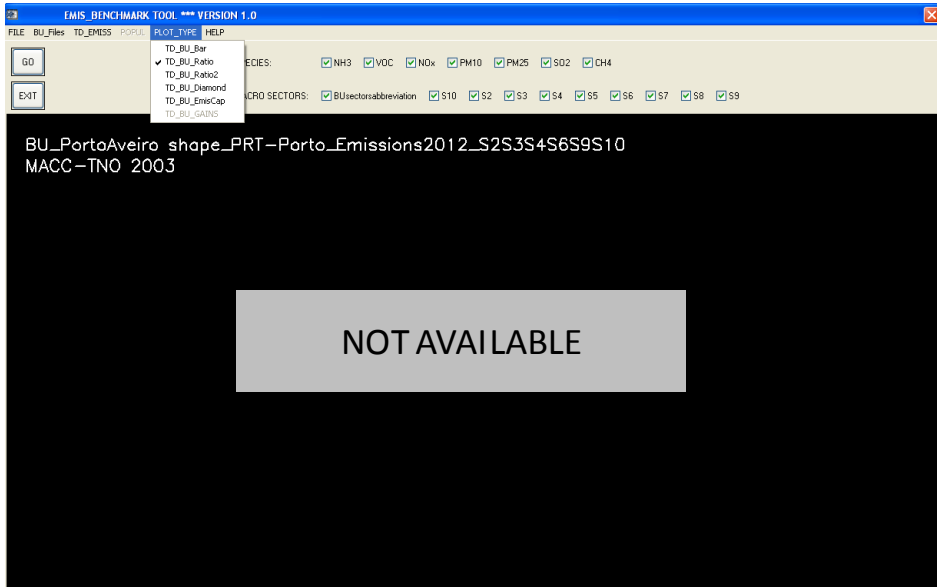 EMIS_BENCHMARK TOOL *** VERSION 1.0
FILE BU_Files TD_EMISS POPUL PLOT_TYPE HELP
TD_BU_Bar
TD_BU_Ratio
TD_BU_Ratio2
TD_BU_Diamond
TD_BU_EmisCap
TD_BU_GAINS
GO
ECIES: NH3 VOC NOx PM10 PM25 SO2 CH4
EXIT
ACRO SECTORS: BUsectorsabbreviation S10 S2 S3 S4 S5 S6 S7 S8 S9
BU_PortoAveiro shape_PRT-Porto_Emissions2012_S2S3S4S6S9S10
MACC-TNO 2003
NOT AVAILABLE